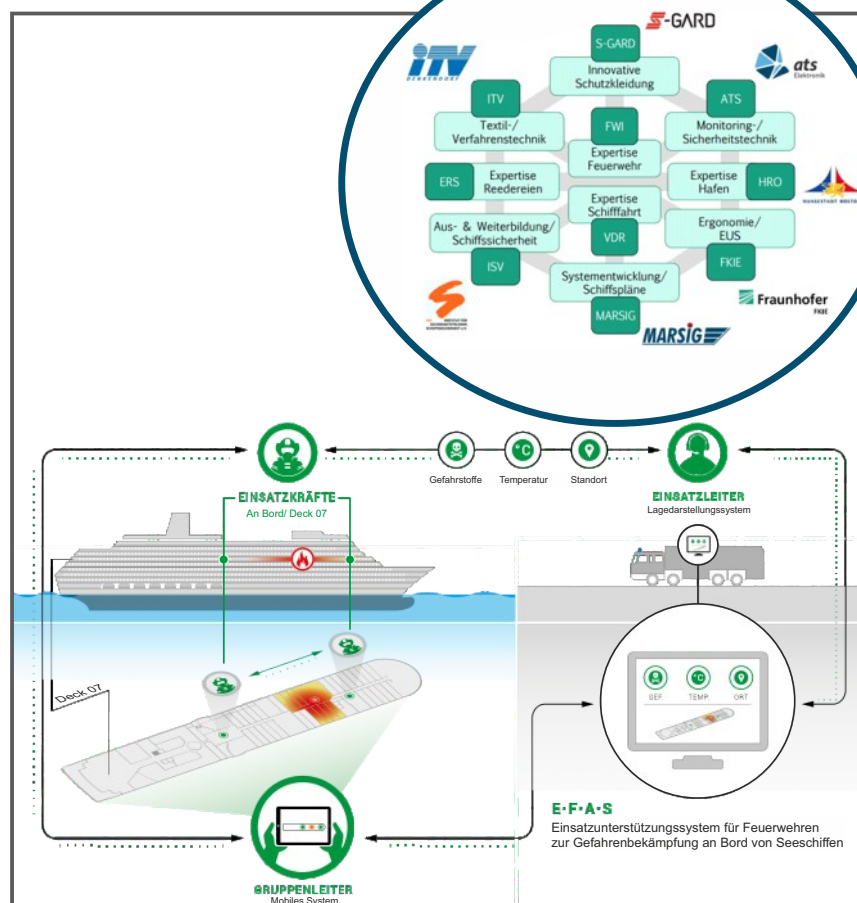 S-GARD
iTV
DENKENDORF
S-GARD
Innovative
Schutzkleidung
ats
Elektronik
ITV
Textil-/
Verfahrenstechnik
FWI
Expertise
Feuerwehr
ATS
Monitoring-/
Sicherheitstechnik
ERS
Expertise
Reedereien
Expertise
Hafen
HRO
Expertise
Schifffahrt
VDR
Aus- & Weiterbildung/
Schiffssicherheit
ISV
Ergonomie/
EUS
FKIE
Systementwicklung/
Schiffspläne
MARSIG
Fraunhofer
FKIE
MARSIG
Gefahrstoffe
°C
Temperatur
Standort
EINSATZKRÄFTE
An Bord/ Deck 07
EINSATZLEITER
Lagedarstellungssystem
Deck 07
°C
GEF.
TEMP.
ORT
E·F·A·S
Einsatzunterstützungssystem für Feuerwehren
zur Gefahrenbekämpfung an Bord von Seeschiffen
GRUPPENLEITER
Mobiles System